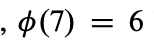 , ϕ(7) = 6